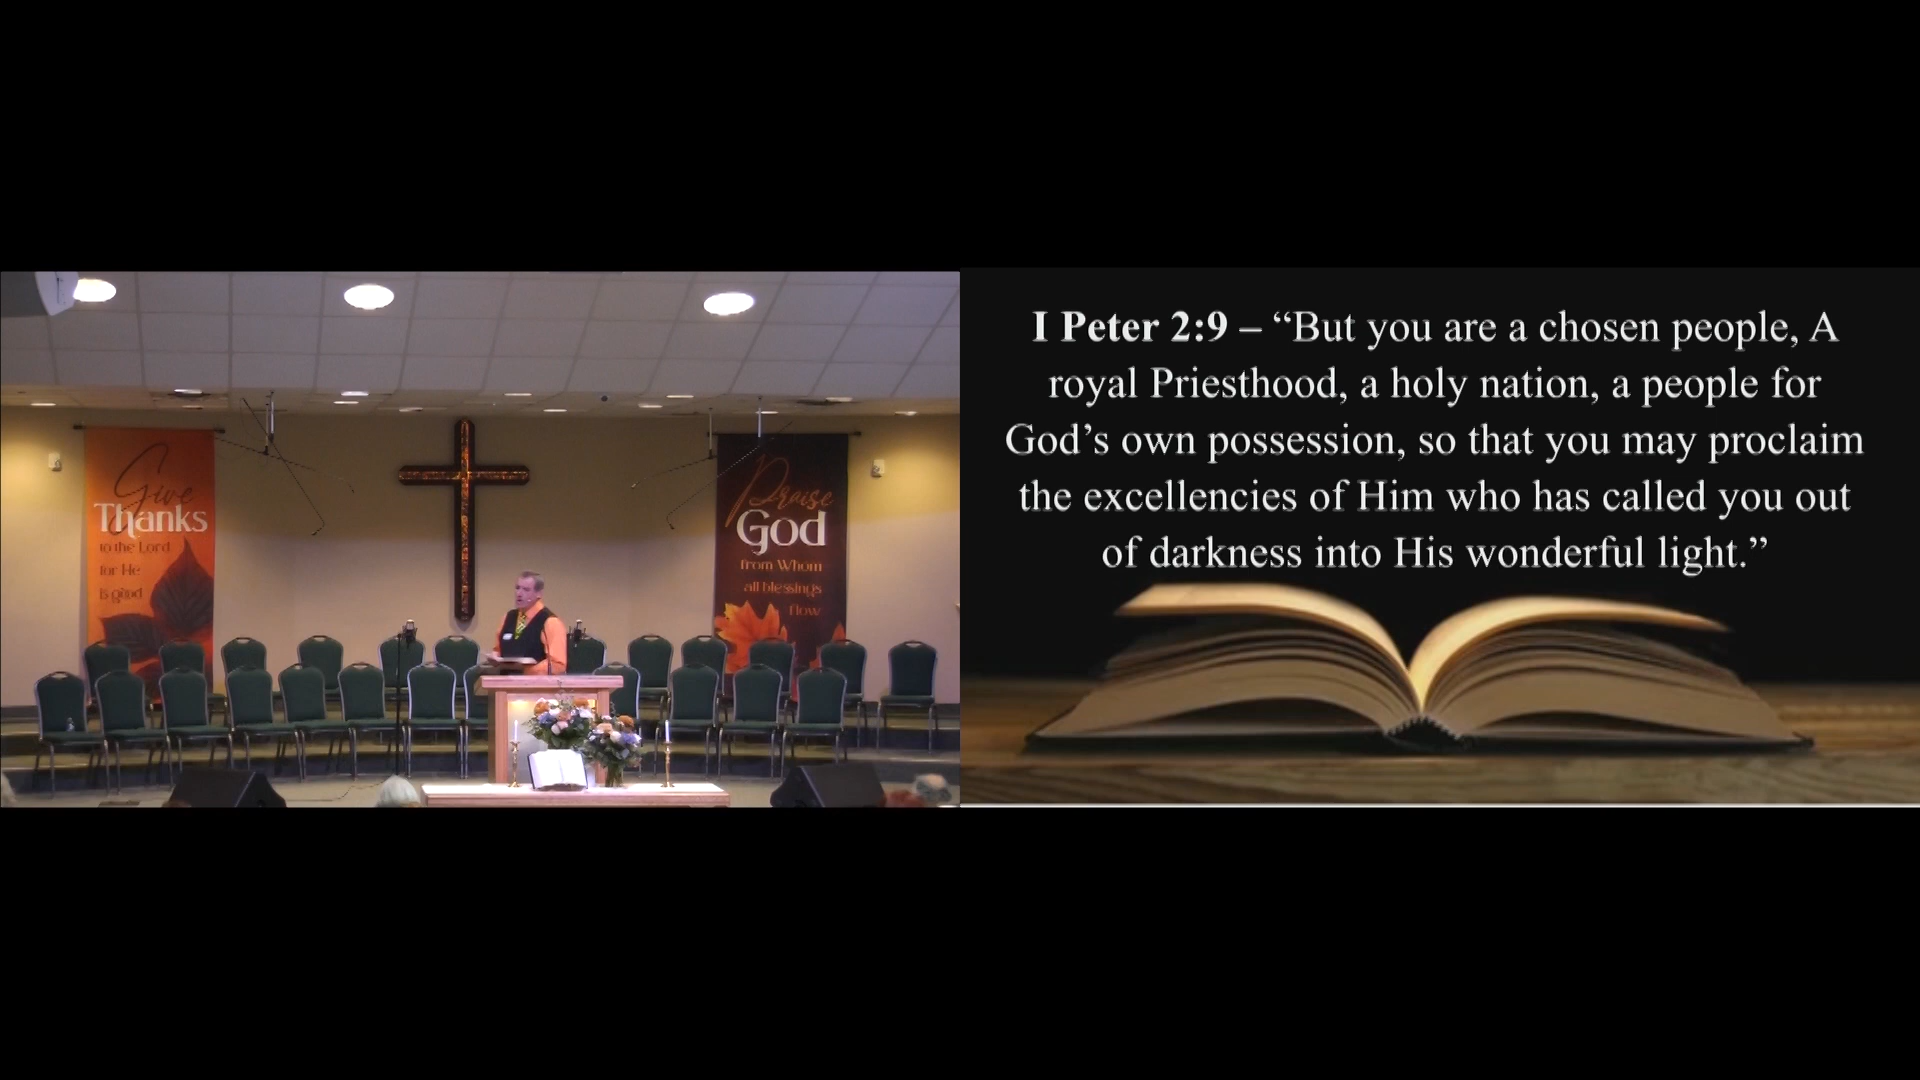 Give
Thanks
to the Lord
for He
is good
Praise
God
from Whom
all blessings
flow
I Peter 2:9 – “But you are a chosen people, A
royal Priesthood, a holy nation, a people for
God’s own possession, so that you may proclaim
the excellencies of Him who has called you out
of darkness into His wonderful light.”